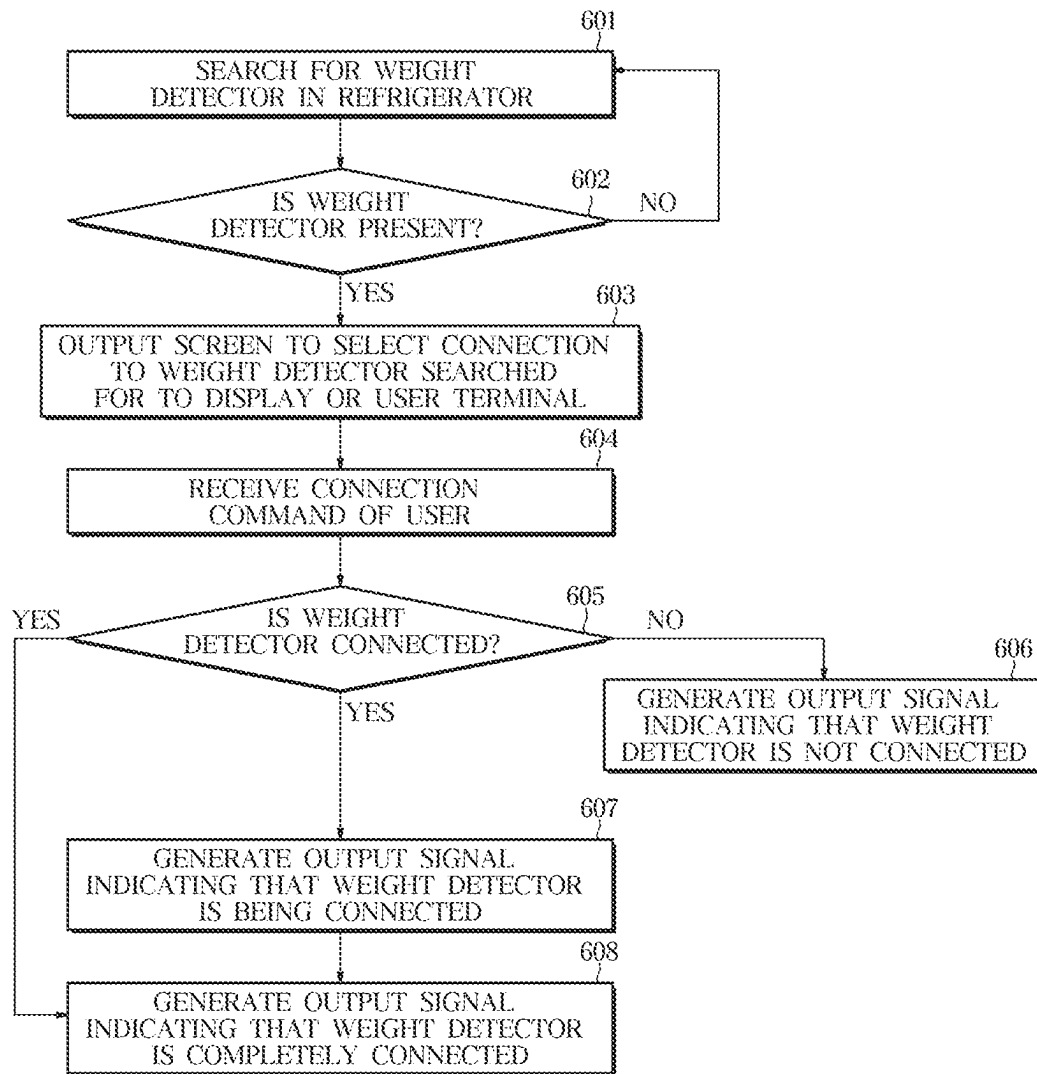 601
SEARCH FOR WEIGHT
DETECTOR IN REFRIGERATOR
602
IS WEIGHT
DETECTOR PRESENT?
NO
YES
603
OUTPUT SCREEN TO SELECT CONNECTION
TO WEIGHT DETECTOR SEARCHED
FOR TO DISPLAY OR USER TERMINAL
604
RECEIVE CONNECTION
COMMAND OF USER
YES
605
IS WEIGHT
DETECTOR CONNECTED?
NO
YES
606
GENERATE OUTPUT SIGNAL
INDICATING THAT WEIGHT
DETECTOR IS NOT CONNECTED
607
GENERATE OUTPUT SIGNAL
INDICATING THAT WEIGHT DETECTOR
IS BEING CONNECTED
608
GENERATE OUTPUT SIGNAL
INDICATING THAT WEIGHT DETECTOR
IS COMPLETELY CONNECTED